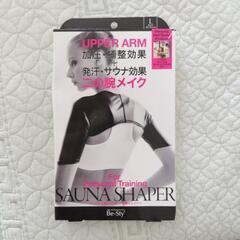 L
UPPER ARM
加圧・補整効果
発汗・サウナ効果
二の腕メイク
For
Personal Training
SAUNA SHAPER
Be-Sty